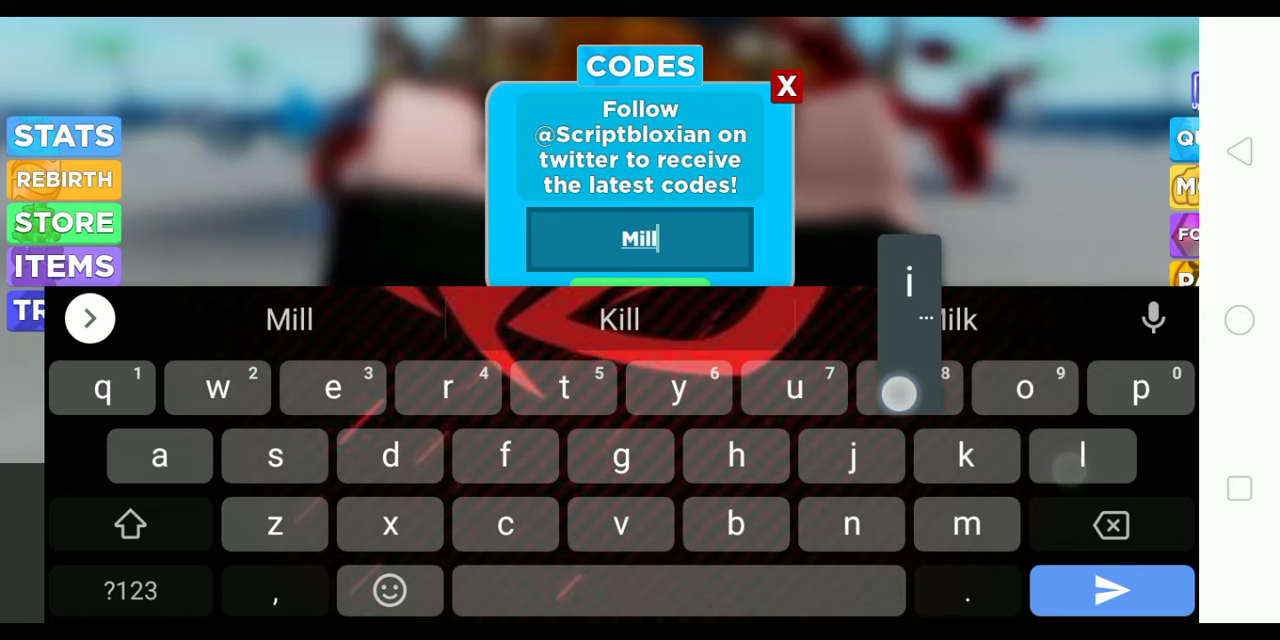 CODES
X
Follow
@Scriptbloxian on
twitter to receive
the latest codes!
Mill
STATS
REBIRTH
STORE
ITEMS
Mill Kill
i
...
q 1 w 2 e 3 r 4 t 5 y 6 u 7 8 o 9 p 0
a s d f g h j k l
z x c v b n m
?123 , .